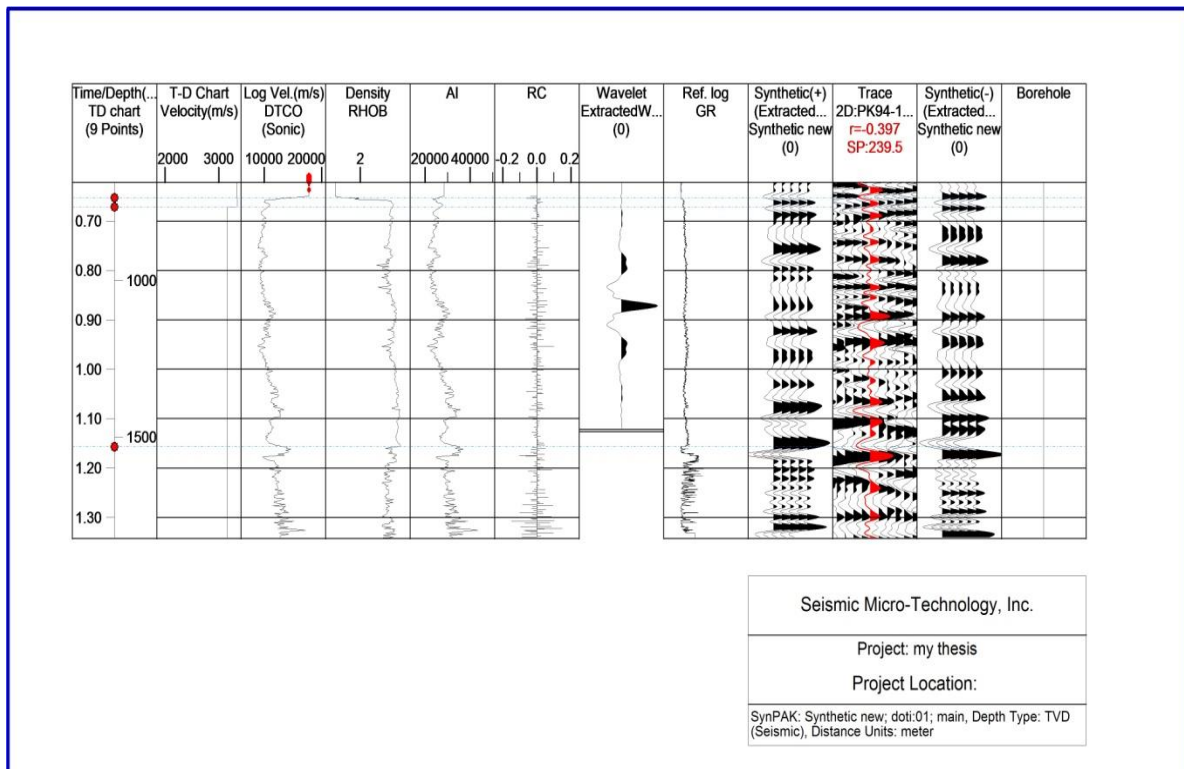 Time/Depth(...
TD chart
(9 Points)
T-D Chart
Velocity(m/s)
2000 3000
Log Vel.(m/s)
DTCO
(Sonic)
10000 20000
Density
RHOB
2
AI
20000 40000
RC
-0.2 0.0 0.2
Wavelet
ExtractedW...
(0)
Ref. log
GR
Synthetic(+)
(Extracted...
Synthetic new
(0)
Trace
2D:PK94-1...
r=-0.397
SP:239.5
Synthetic(-)
(Extracted...
Synthetic new
(0)
Borehole
0.70
0.80
1000
0.90
1.00
1.10
1500
1.20
1.30
Seismic Micro-Technology, Inc.
Project: my thesis
Project Location:
SynPAK: Synthetic new; doti:01; main, Depth Type: TVD
(Seismic), Distance Units: meter